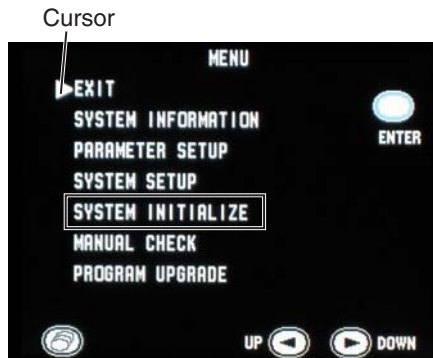 Cursor
MENU
EXIT
SYSTEM INFORMATION
ENTER
PARAMETER SETUP
SYSTEM SETUP
SYSTEM INITIALIZE
MANUAL CHECK
PROGRAM UPGRADE
UP DOWN